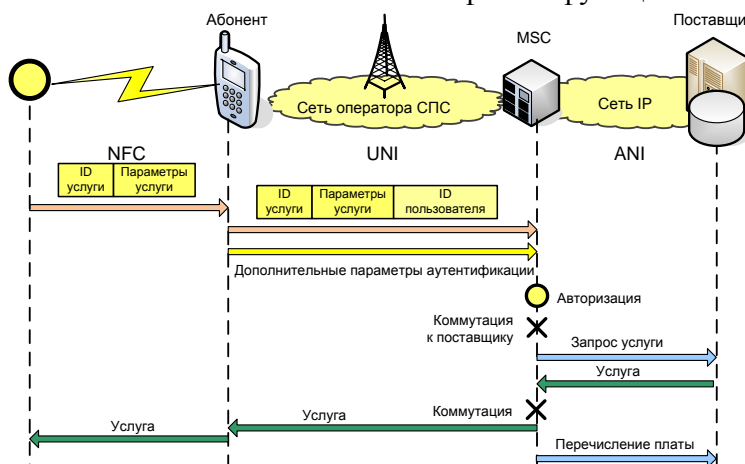 Абонент
MSC
Поставщи
Сеть оператора СПС
Сеть IP
NFC
UNI
ANI
ID
услуги
Параметры
услуги
ID
услуги
Параметры
услуги
ID
пользователя
Дополнительные параметры аутентификации
Авторизация
Коммутация
к поставщику
Запрос услуги
Услуга
Коммутация
Услуга
Услуга
Перечисление платы